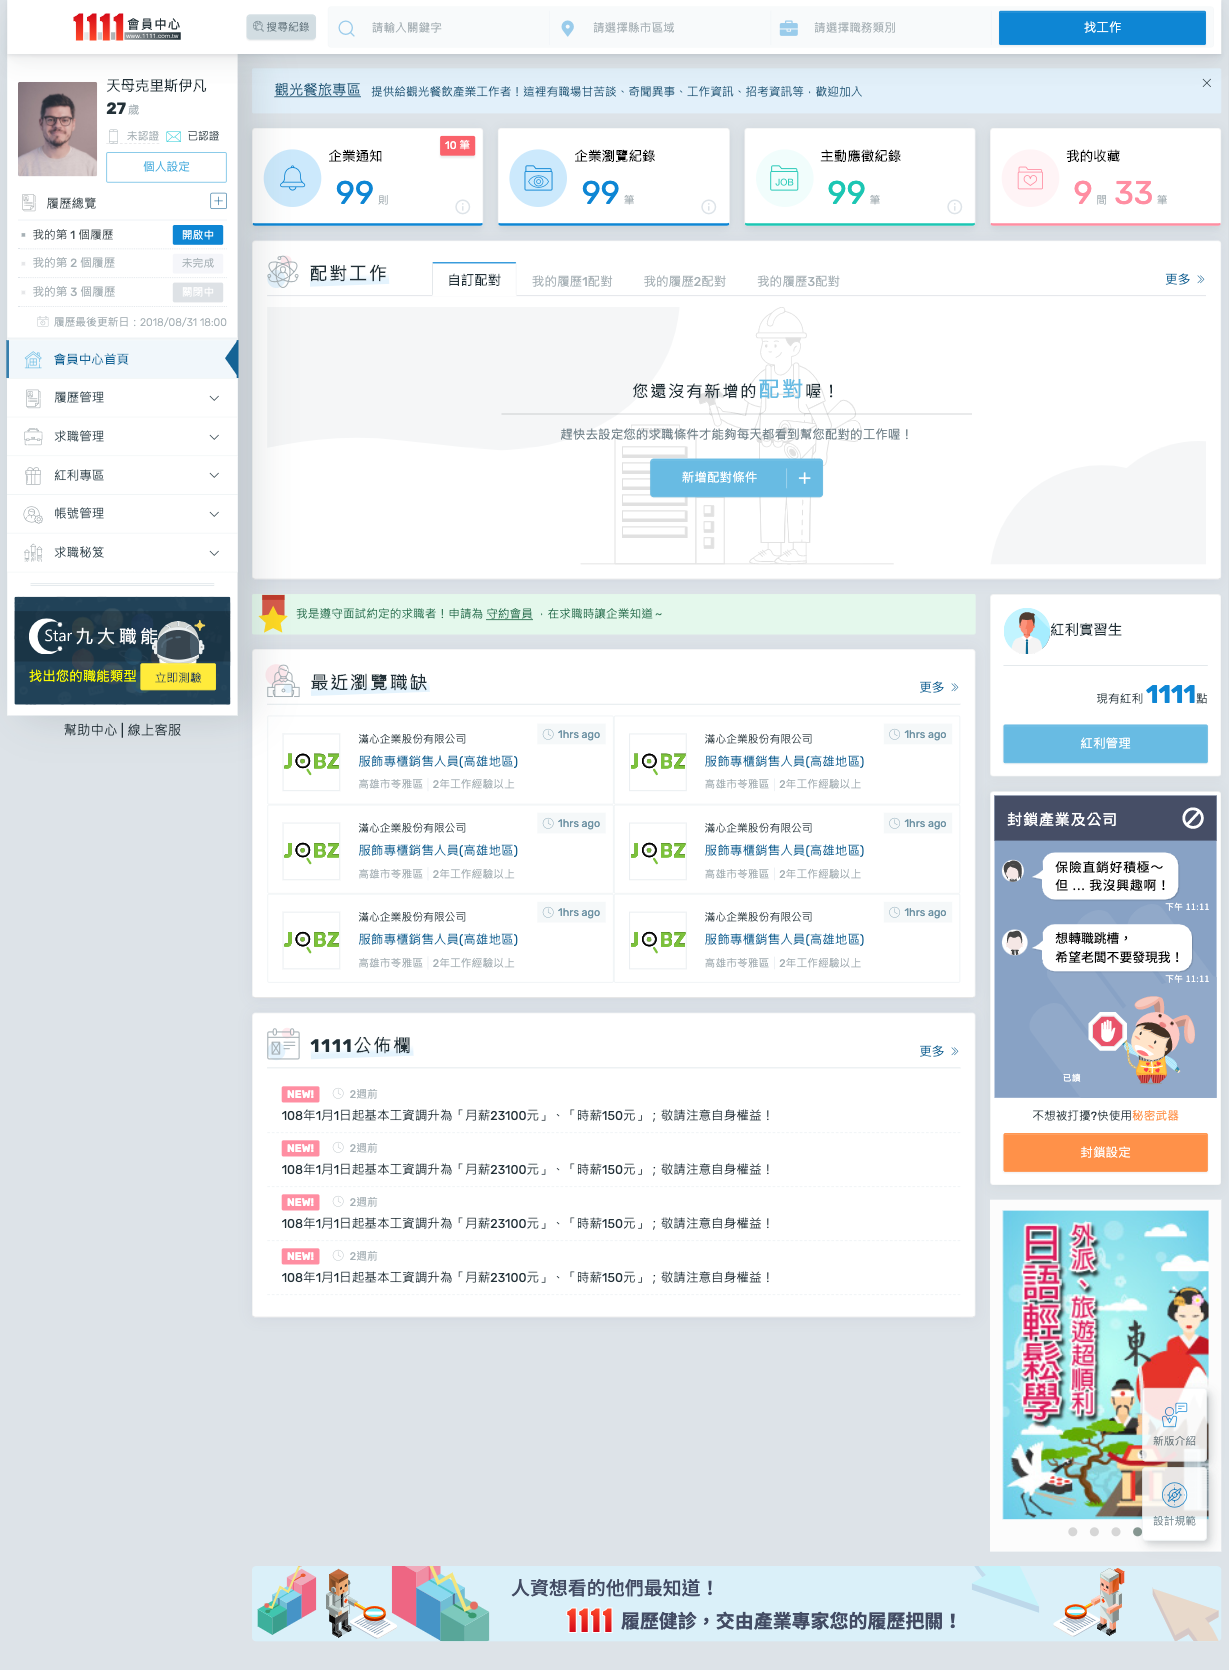 1111 會員中心
www.1111.com.tw
搜尋紀錄
請輸入關鍵字
請選擇縣市區域
請選擇職務類別
找工作
天母克里斯伊凡
27歲
未認證
已認證
個人設定
履歷總覽
我的第 1 個履歷
開啟中
我的第 2 個履歷
未完成
我的第 3 個履歷
關閉中
履歷最後更新日：2018/08/31 18:00
會員中心首頁
履歷管理
求職管理
紅利專區
帳號管理
求職秘笈
Star 九大職能
找出您的職能類型
立即測驗
幫助中心 | 線上客服
觀光餐旅專區 提供給觀光餐飲產業工作者！這裡有職場甘苦談、奇聞異事、工作資訊、招考資訊等，歡迎加入
企業通知
10 筆
99 則
企業瀏覽紀錄
99 筆
JOB
主動應徵紀錄
99 筆
我的收藏
9 間 33 筆
配對工作
自訂配對
我的履歷1配對
我的履歷2配對
我的履歷3配對
更多
您還沒有新增的配對喔！
趕快去設定您的求職條件才能夠每天都看到幫您配對的工作喔！
新增配對條件
我是遵守面試約定的求職者！申請為 守約會員 ，在求職時讓企業知道～
最近瀏覽職缺
更多
JOBZ
滿心企業股份有限公司
1hrs ago
服飾專櫃銷售人員(高雄地區)
高雄市苓雅區 | 2年工作經驗以上
JOBZ
滿心企業股份有限公司
1hrs ago
服飾專櫃銷售人員(高雄地區)
高雄市苓雅區 | 2年工作經驗以上
JOBZ
滿心企業股份有限公司
1hrs ago
服飾專櫃銷售人員(高雄地區)
高雄市苓雅區 | 2年工作經驗以上
JOBZ
滿心企業股份有限公司
1hrs ago
服飾專櫃銷售人員(高雄地區)
高雄市苓雅區 | 2年工作經驗以上
JOBZ
滿心企業股份有限公司
1hrs ago
服飾專櫃銷售人員(高雄地區)
高雄市苓雅區 | 2年工作經驗以上
JOBZ
滿心企業股份有限公司
1hrs ago
服飾專櫃銷售人員(高雄地區)
高雄市苓雅區 | 2年工作經驗以上
1111公佈欄
更多
NEW! 2週前
108年1月1日起基本工資調升為「月薪23100元」、「時薪150元」；敬請注意自身權益！
NEW! 2週前
108年1月1日起基本工資調升為「月薪23100元」、「時薪150元」；敬請注意自身權益！
NEW! 2週前
108年1月1日起基本工資調升為「月薪23100元」、「時薪150元」；敬請注意自身權益！
NEW! 2週前
108年1月1日起基本工資調升為「月薪23100元」、「時薪150元」；敬請注意自身權益！
紅利實習生
現有紅利 1111點
紅利管理
封鎖產業及公司
保險直銷好積極～
但 ... 我沒興趣啊！
下午 11:11
想轉職跳槽，
希望老闆不要發現我！
下午 11:11
已讀
不想被打擾?快使用秘密武器
封鎖設定
外派、旅遊超順利
日語輕鬆學
東
新版介紹
設計規範
人資想看的他們最知道！
1111 履歷健診，交由產業專家您的履歷把關！